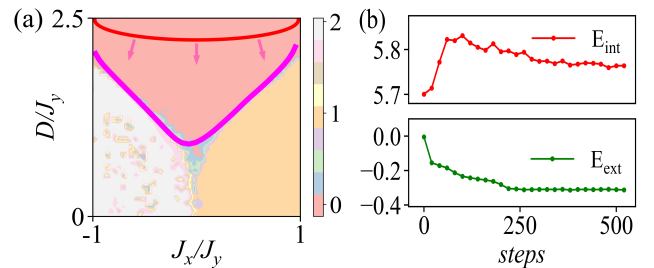 (a)
2.5
D/J_y
0
-1
1
J_x/J_y
2
1
0
(b)
5.8
5.7
E_int
0.0
−0.2
−0.4
E_ext
0
250
500
steps